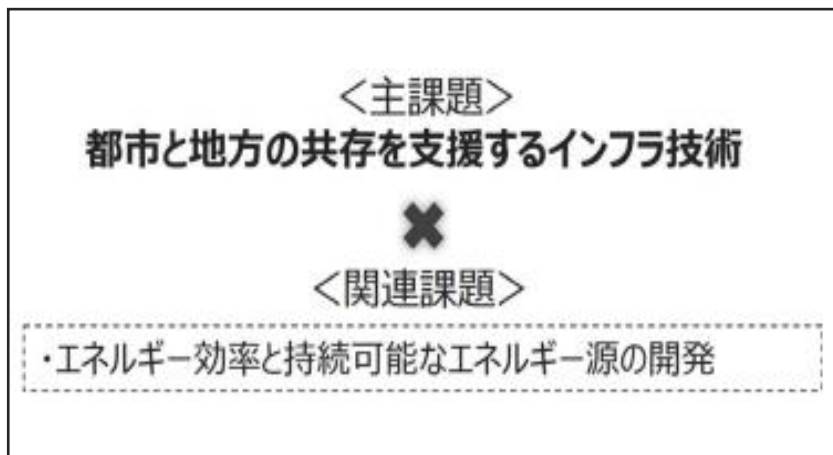 <主課題>
都市と地方の共存を支援するインフラ技術
✖
<関連課題>
・エネルギー効率と持続可能なエネルギー源の開発